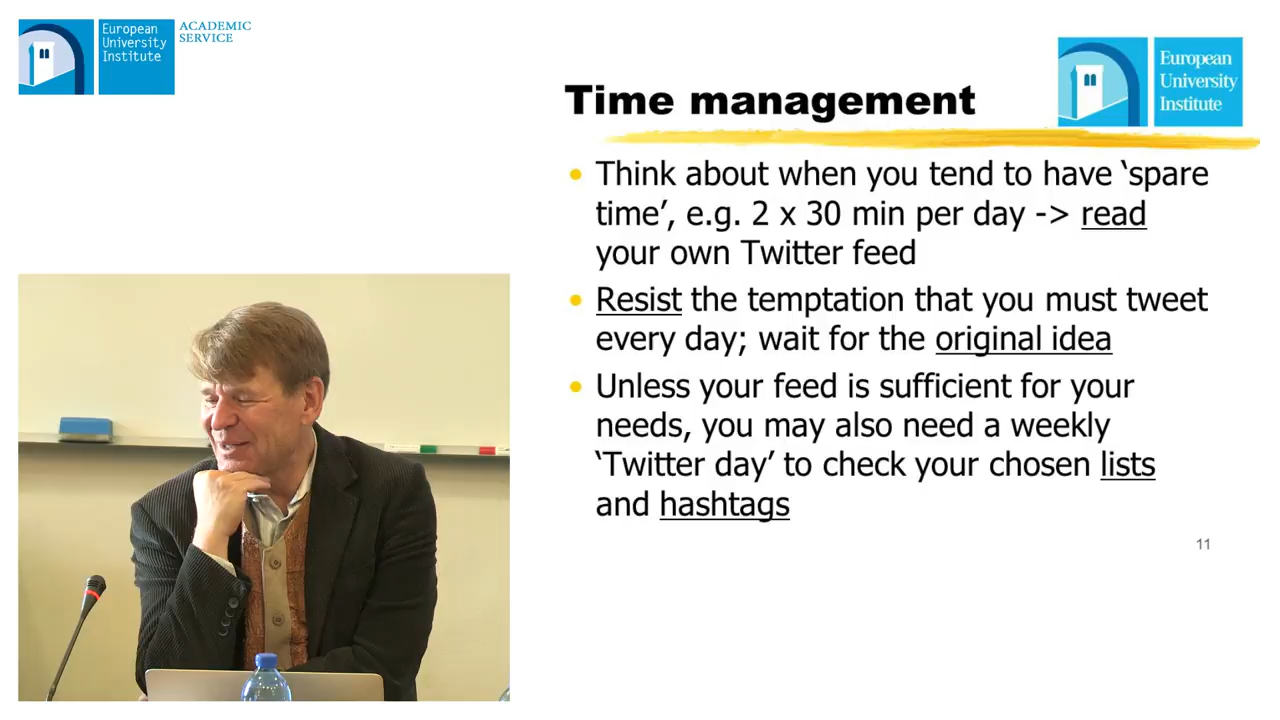 European
University
Institute
ACADEMIC
SERVICE
European
University
Institute
Time management
• Think about when you tend to have ‘spare
time’, e.g. 2 x 30 min per day -> read
your own Twitter feed
• Resist the temptation that you must tweet
every day; wait for the original idea
• Unless your feed is sufficient for your
needs, you may also need a weekly
‘Twitter day’ to check your chosen lists
and hashtags
11